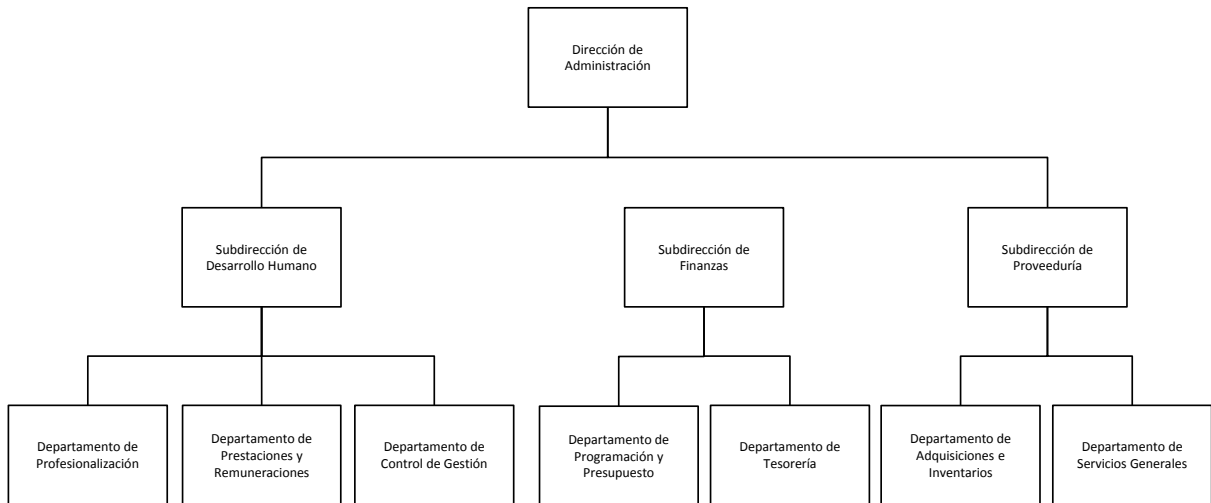 Dirección de
Administración
Subdirección de
Desarrollo Humano
Subdirección de
Finanzas
Subdirección de
Proveeduría
Departamento de
Profesionalización
Departamento de
Prestaciones y
Remuneraciones
Departamento de
Control de Gestión
Departamento de
Programación y
Presupuesto
Departamento de
Tesorería
Departamento de
Adquisiciones e
Inventarios
Departamento de
Servicios Generales